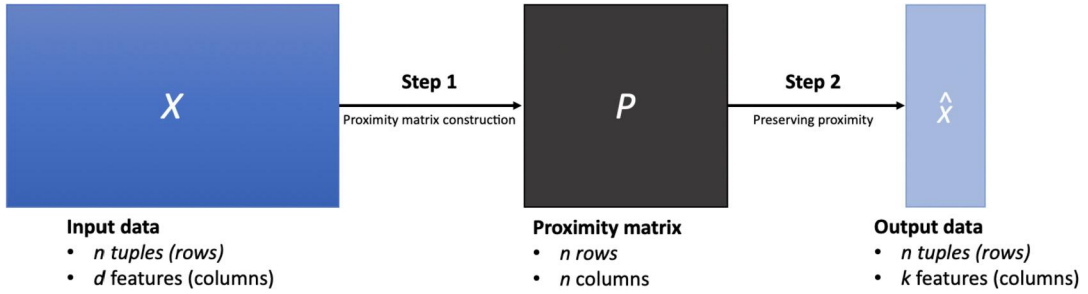 X
Step 1
Proximity matrix construction
P
Step 2
Preserving proximity
x̂
Input data
• n tuples (rows)
• d features (columns)
Proximity matrix
• n rows
• n columns
Output data
• n tuples (rows)
• k features (columns)